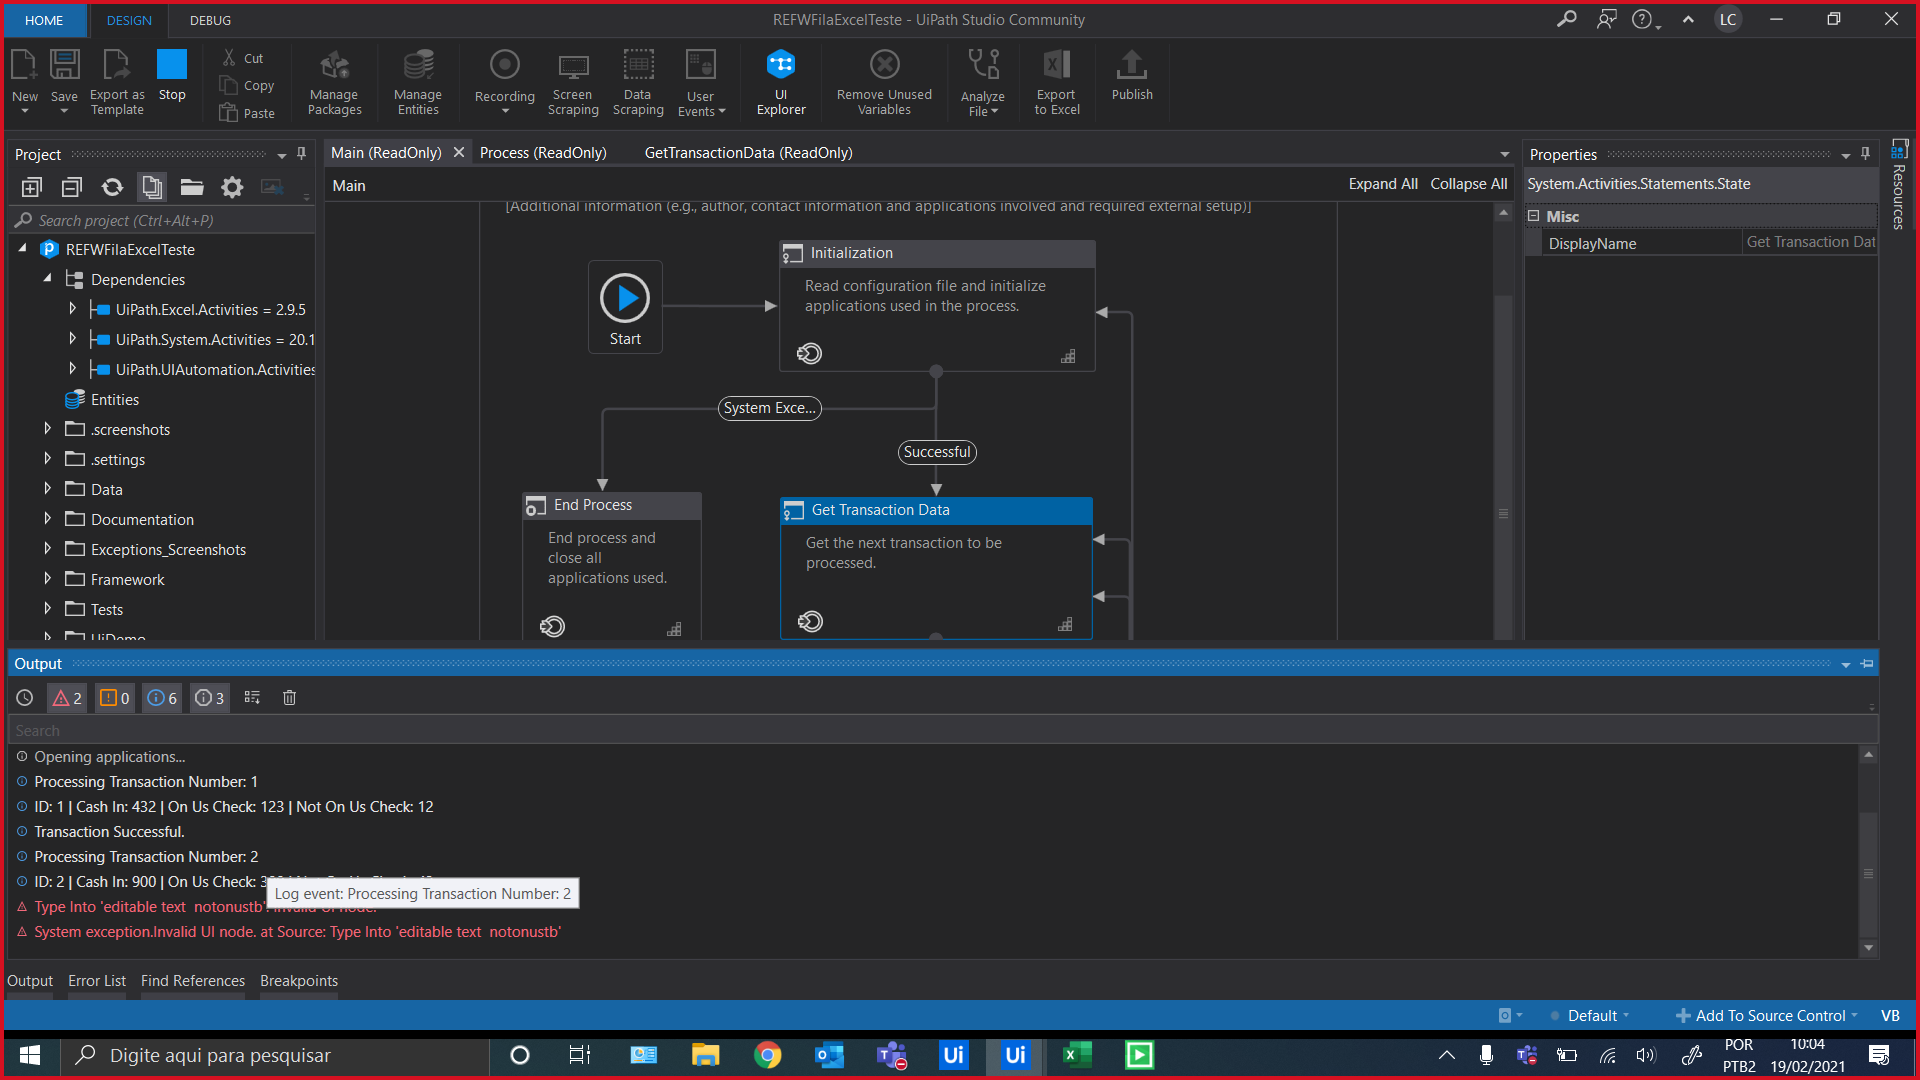 HOME DESIGN DEBUG REFWFilaExcelTeste - UiPath Studio Community LC
New Save Export as Template Stop Cut Copy Paste Manage Packages Manage Entities Recording Screen Scraping Data Scraping User Events UI Explorer Remove Unused Variables Analyze File Export to Excel Publish
Project
Search project (Ctrl+Alt+P)
REFWFilaExcelTeste
Dependencies
UiPath.Excel.Activities = 2.9.5
UiPath.System.Activities = 20.1
UiPath.UIAutomation.Activities
Entities
.screenshots
.settings
Data
Documentation
Exceptions_Screenshots
Framework
Tests
UiDemo
Main (ReadOnly) Process (ReadOnly) GetTransactionData (ReadOnly)
Main Expand All Collapse All
[Additional information (e.g., author, contact information and applications involved and required external setup)]
Start
Initialization
Read configuration file and initialize
applications used in the process.
System Exce...
Successful
End Process
End process and
close all
applications used.
Get Transaction Data
Get the next transaction to be
processed.
Properties
System.Activities.Statements.State
Misc
DisplayName Get Transaction Dat
Resources
Output
2 0 6 3
Search
Opening applications...
Processing Transaction Number: 1
ID: 1 | Cash In: 432 | On Us Check: 123 | Not On Us Check: 12
Transaction Successful.
Processing Transaction Number: 2
ID: 2 | Cash In: 900 | On Us Check:
Log event: Processing Transaction Number: 2
Type Into 'editable text  notonustb': Invalid UI node.
System exception.Invalid UI node. at Source: Type Into 'editable text  notonustb'
Output Error List Find References Breakpoints
Default Add To Source Control VB
Digite aqui para pesquisar
POR
PTB2
10:04
19/02/2021